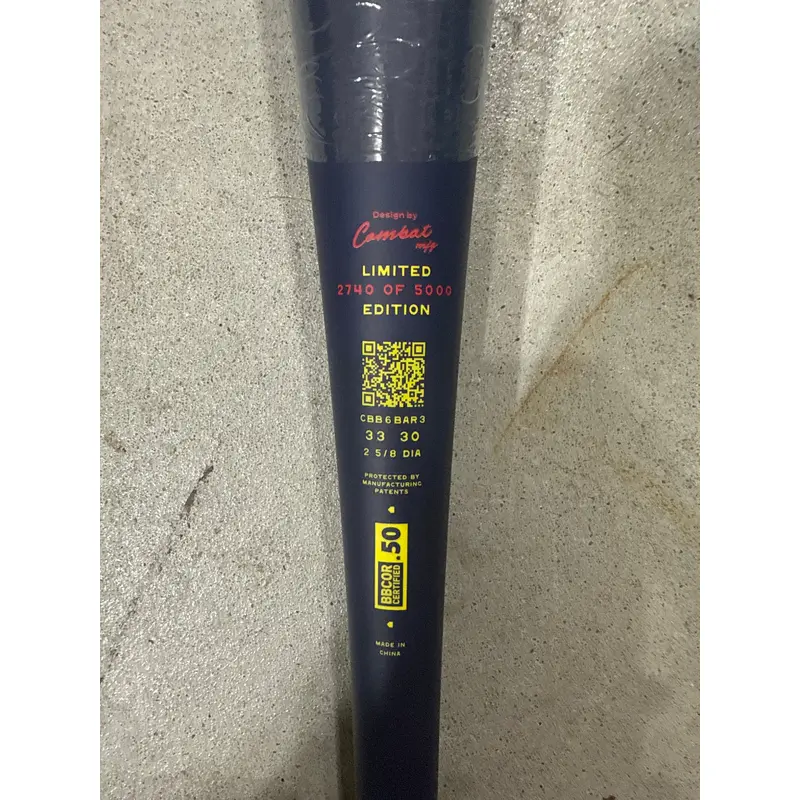 Design by
Combat
mfg
LIMITED
2740 OF 5000
EDITION
CBB6BAR3
33 30
2 5/8 DIA
PROTECTED BY
MANUFACTURING
PATENTS
BBCOR
CERTIFIED
.50
MADE IN
CHINA